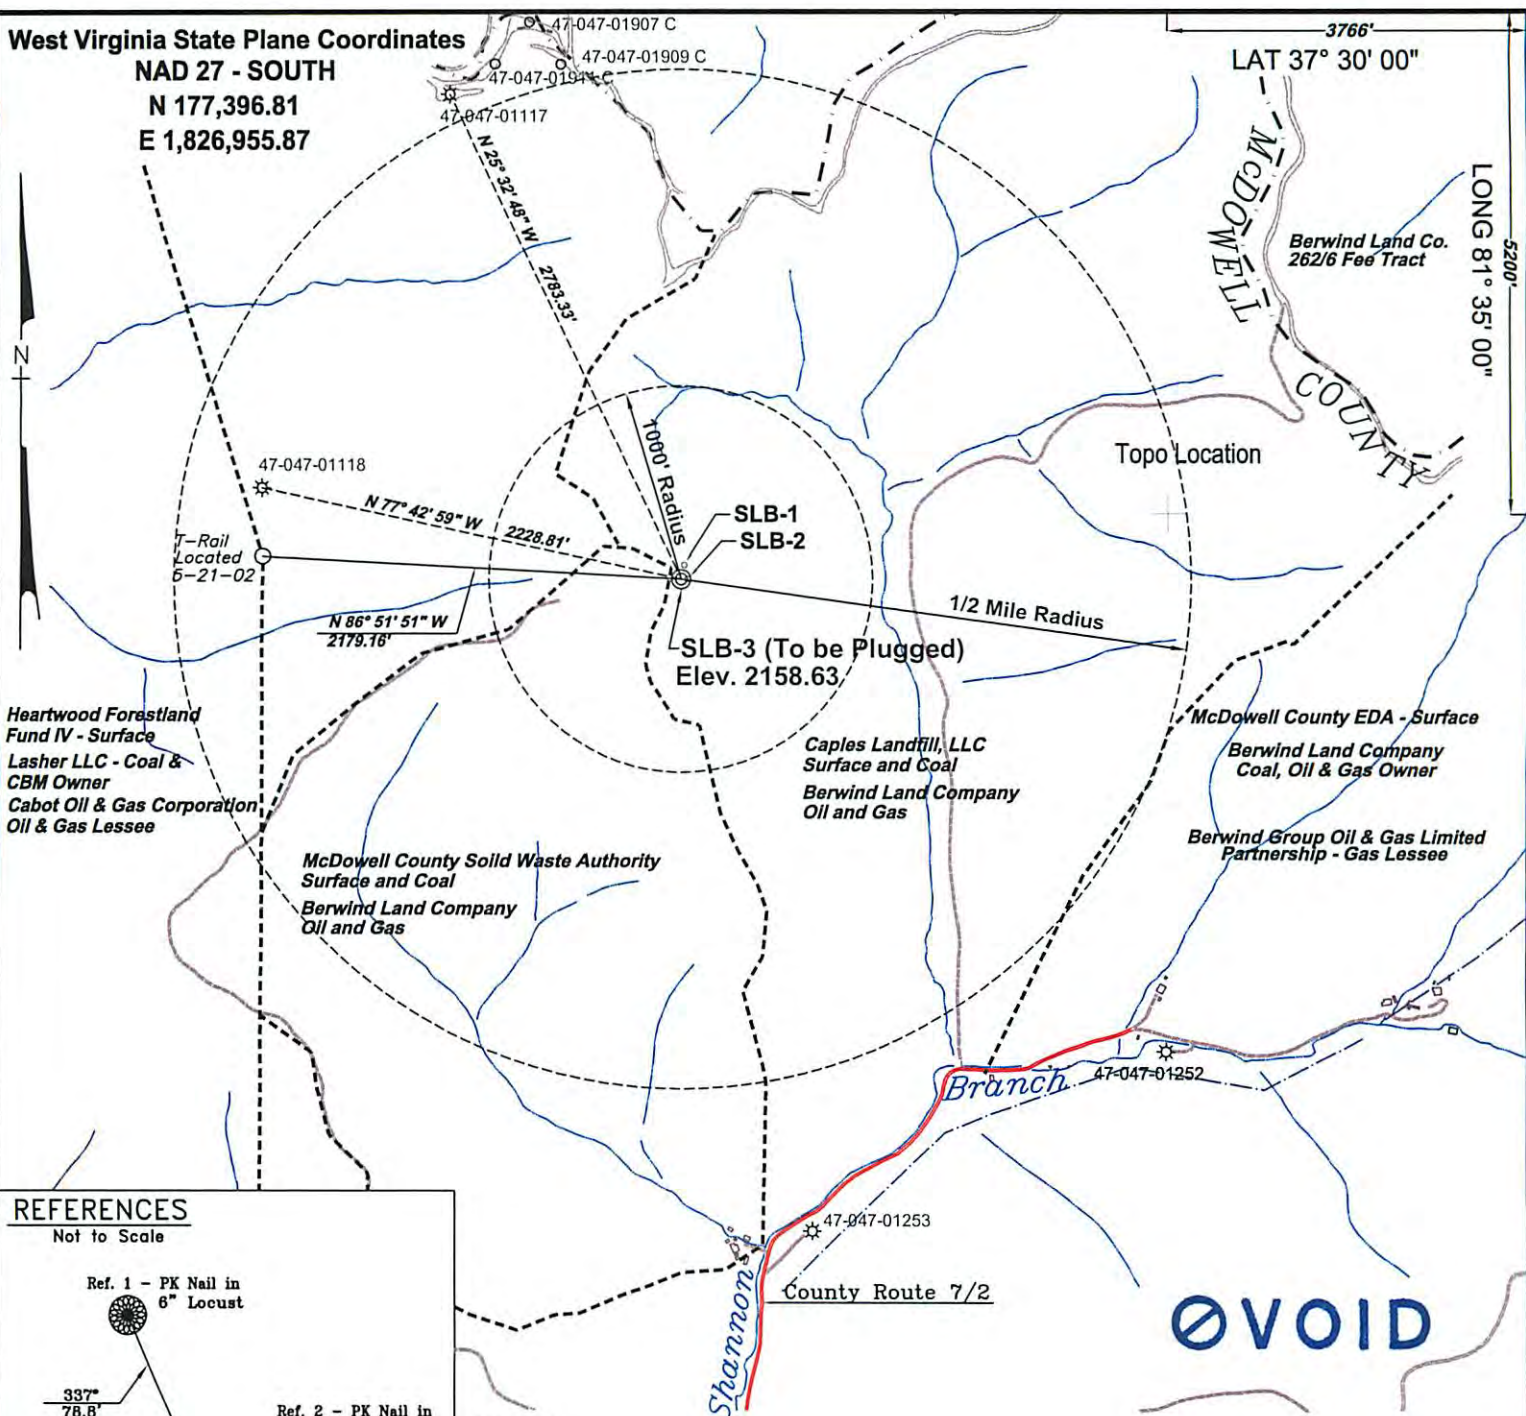 West Virginia State Plane Coordinates
NAD 27 - SOUTH
N 177,396.81
E 1,826,955.87
47-047-01907 C
47-047-01909 C
47-047-01911 C
47-047-01117
3766'
LAT 37° 30' 00"
5200'
LONG 81° 35' 00"
McDOWELL
COUNTY
Berwind Land Co.
262/6 Fee Tract
N 25° 32' 48" W
2783.33'
N
1000' Radius
Topo Location
47-047-01118
N 77° 42' 59" W
2228.81'
SLB-1
SLB-2
T-Rail
Located
5-21-02
N 86° 51' 51" W
2179.16'
1/2 Mile Radius
SLB-3 (To be Plugged)
Elev. 2158.63
Heartwood Forestland
Fund IV - Surface
Lasher LLC - Coal &
CBM Owner
Cabot Oil & Gas Corporation
Oil & Gas Lessee
Caples Landfill, LLC
Surface and Coal
Berwind Land Company
Oil and Gas
McDowell County EDA - Surface
Berwind Land Company
Coal, Oil & Gas Owner
Berwind Group Oil & Gas Limited
Partnership - Gas Lessee
McDowell County Soild Waste Authority
Surface and Coal
Berwind Land Company
Oil and Gas
Branch
47-047-01252
47-047-01253
County Route 7/2
Shannon
REFERENCES
Not to Scale
Ref. 1 - PK Nail in
6" Locust
337°
78.8'
Ref. 2 - PK Nail in
VOID